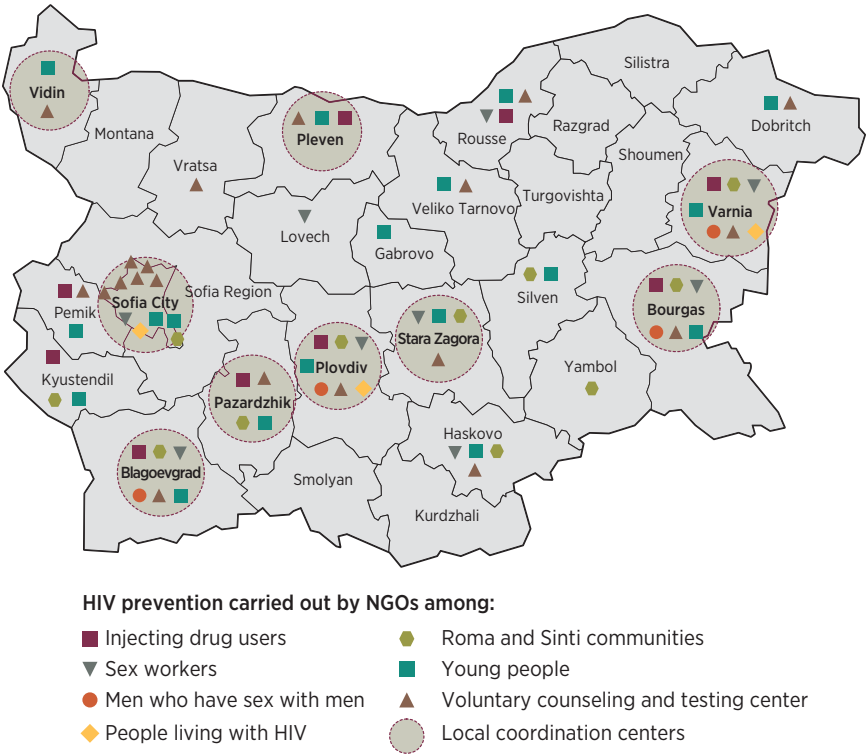 Silistra
Vidin
Dobritch
Montana
Pleven
Rousse
Razgrad
Vratsa
Shoumen
Turgovishta
Veliko Tarnovo
Varnia
Lovech
Gabrovo
Sofia City
Sofia Region
Silven
Pemik
Bourgas
Stara Zagora
Plovdiv
Yambol
Kyustendil
Pazardzhik
Haskovo
Blagoevgrad
Smolyan
Kurdzhali
HIV prevention carried out by NGOs among:
Injecting drug users
Sex workers
Men who have sex with men
People living with HIV
Roma and Sinti communities
Young people
Voluntary counseling and testing center
Local coordination centers